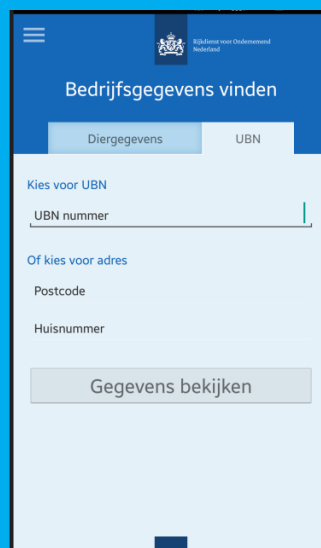 Rijksdienst voor Ondernemend
Nederland
Bedrijfsgegevens vinden
Diergegevens
UBN
Kies voor UBN
UBN nummer
Of kies voor adres
Postcode
Huisnummer
Gegevens bekijken